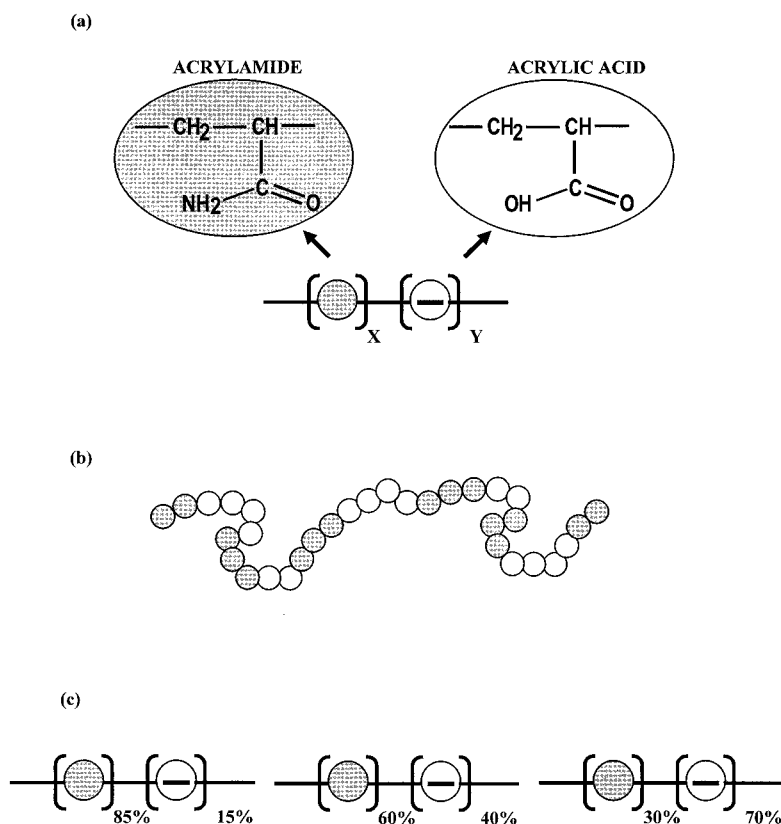 (a)
ACRYLAMIDE ACRYLIC ACID
CH2 CH CH2 CH
C C
NH2 O OH O
X Y
(b)
(c)
85% 15% 60% 40% 30% 70%